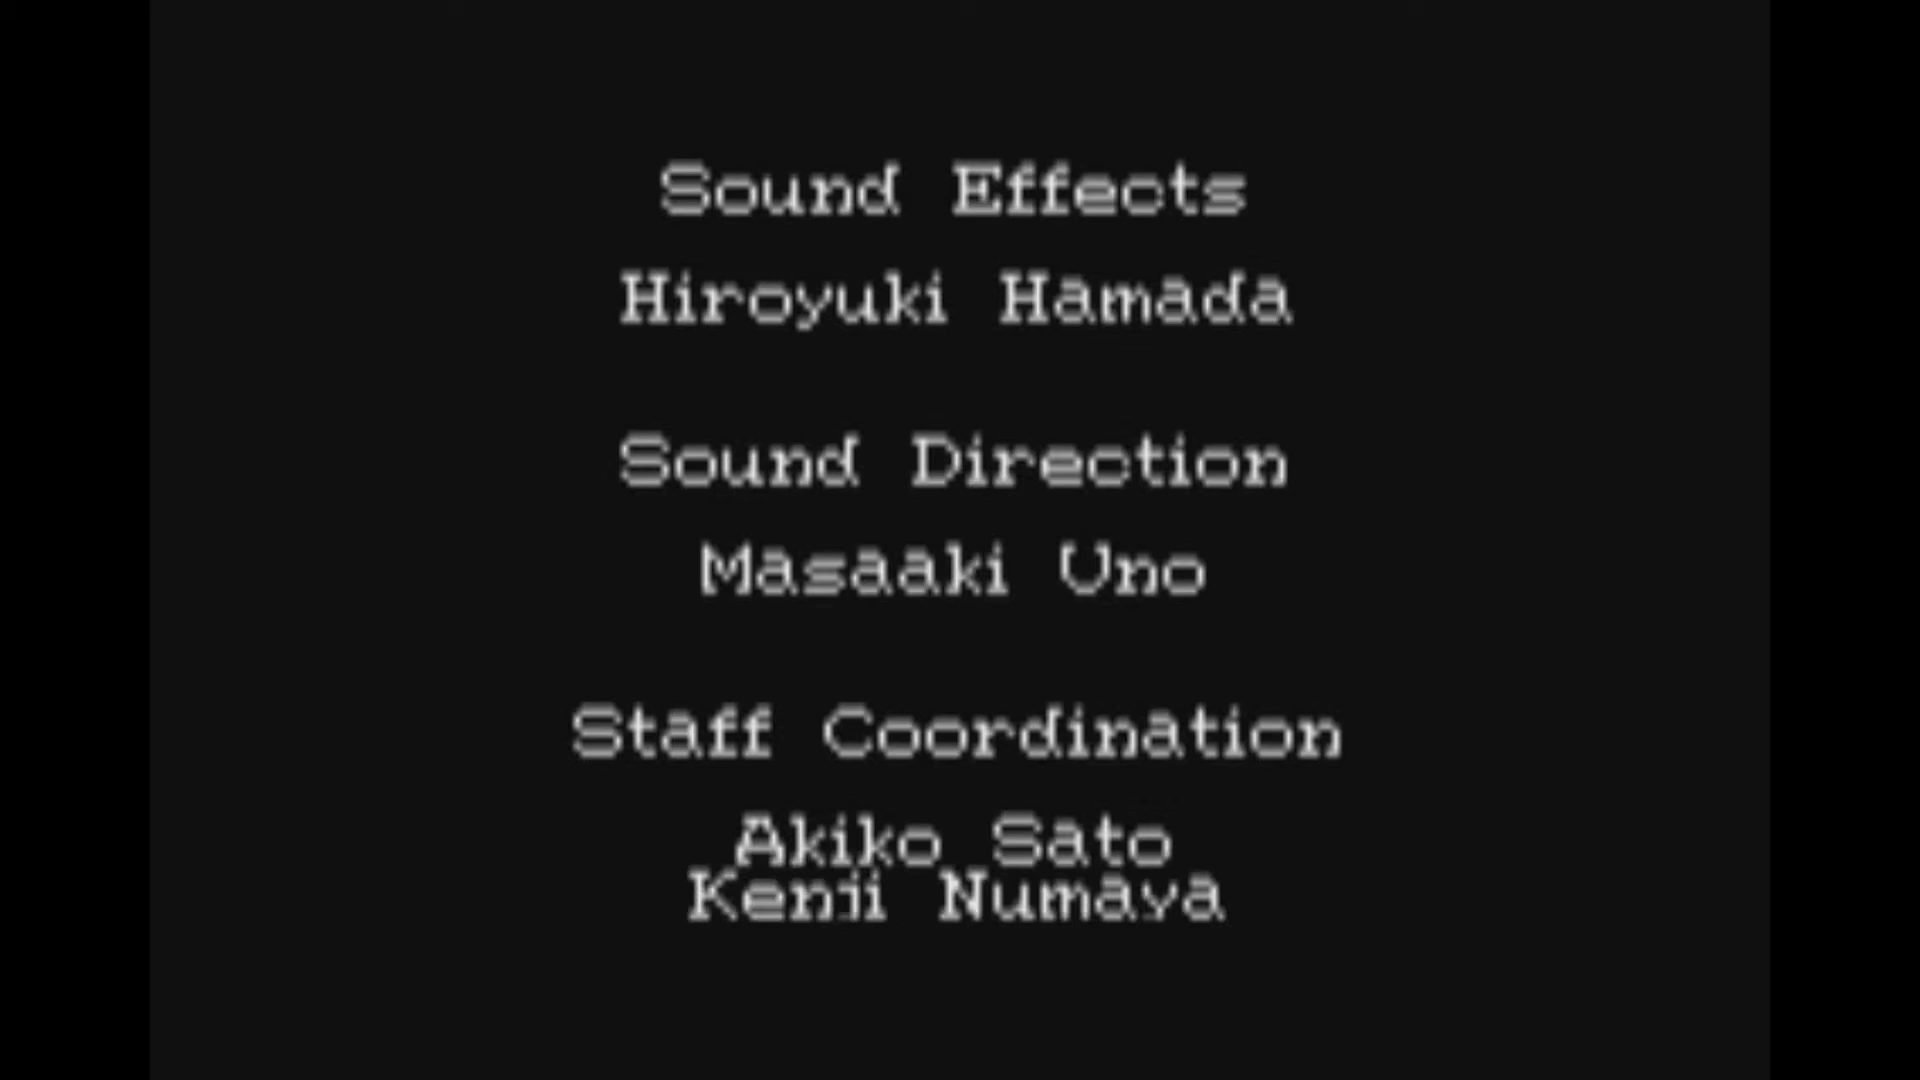 Sound Effects
Hiroyuki Hamada
Sound Direction
Masaaki Uno
Staff Coordination
Akiko Sato
Kenji Numaya